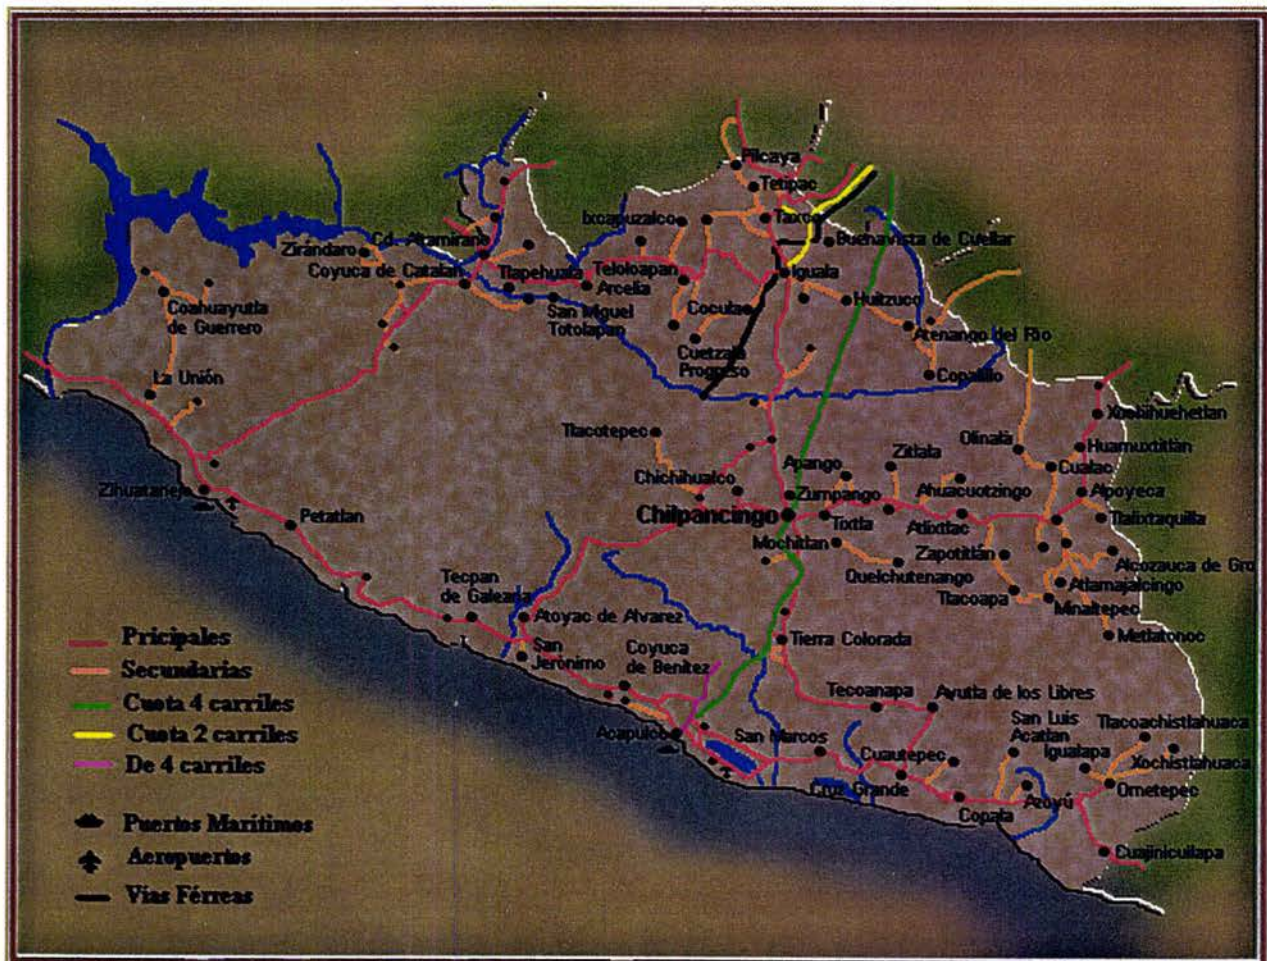 Pilcaya
Tetipac
Ixcapuzalco
Taxco
Zirándaro
Cd. Altamirano
Buenavista de Cuellar
Coyuca de Catalan
Tlapehuala
Teloloapan
Arcelia
Iguala
Coahuayutla
de Guerrero
San Miguel
Totolapan
Cocula
Huitzuco
Atenango del Rio
Cuetzala
Progreso
La Unión
Copalillo
Xochihuehetlan
Tlacotepec
Olinalá
Huamuxtitlán
Zitlala
Apango
Cualac
Chichihualco
Zihuatanejo
Zumpango
Ahuacuotzingo
Alpoyeca
Petatlan
Chilpancingo
Tixtla
Atlixtlac
Tlalixtaquilla
Mochitlan
Zapotitlán
Alcozauca de Gro
Quelchutenango
Tecpan
de Galeana
Atlamajalcingo
Tlacoapa
Minaltepec
Atoyac de Alvarez
Metlatonoc
Pricipales
Tierra Colorada
San
Jerónimo
Coyuca
de Benítez
Secundarias
Tecoanapa
Ayutla de los Libres
Cuota 4 carriles
San Luis
Acatlan
Tlacoachistlahuaca
Acapulco
San Marcos
Cuota 2 carriles
Cuautepec
Igualapa
Xochistlahuaca
De 4 carriles
Cruz Grande
Azoyú
Ometepec
Copala
Puertos Marítimos
Cuajinicuilapa
Aeropuertos
Vías Férreas